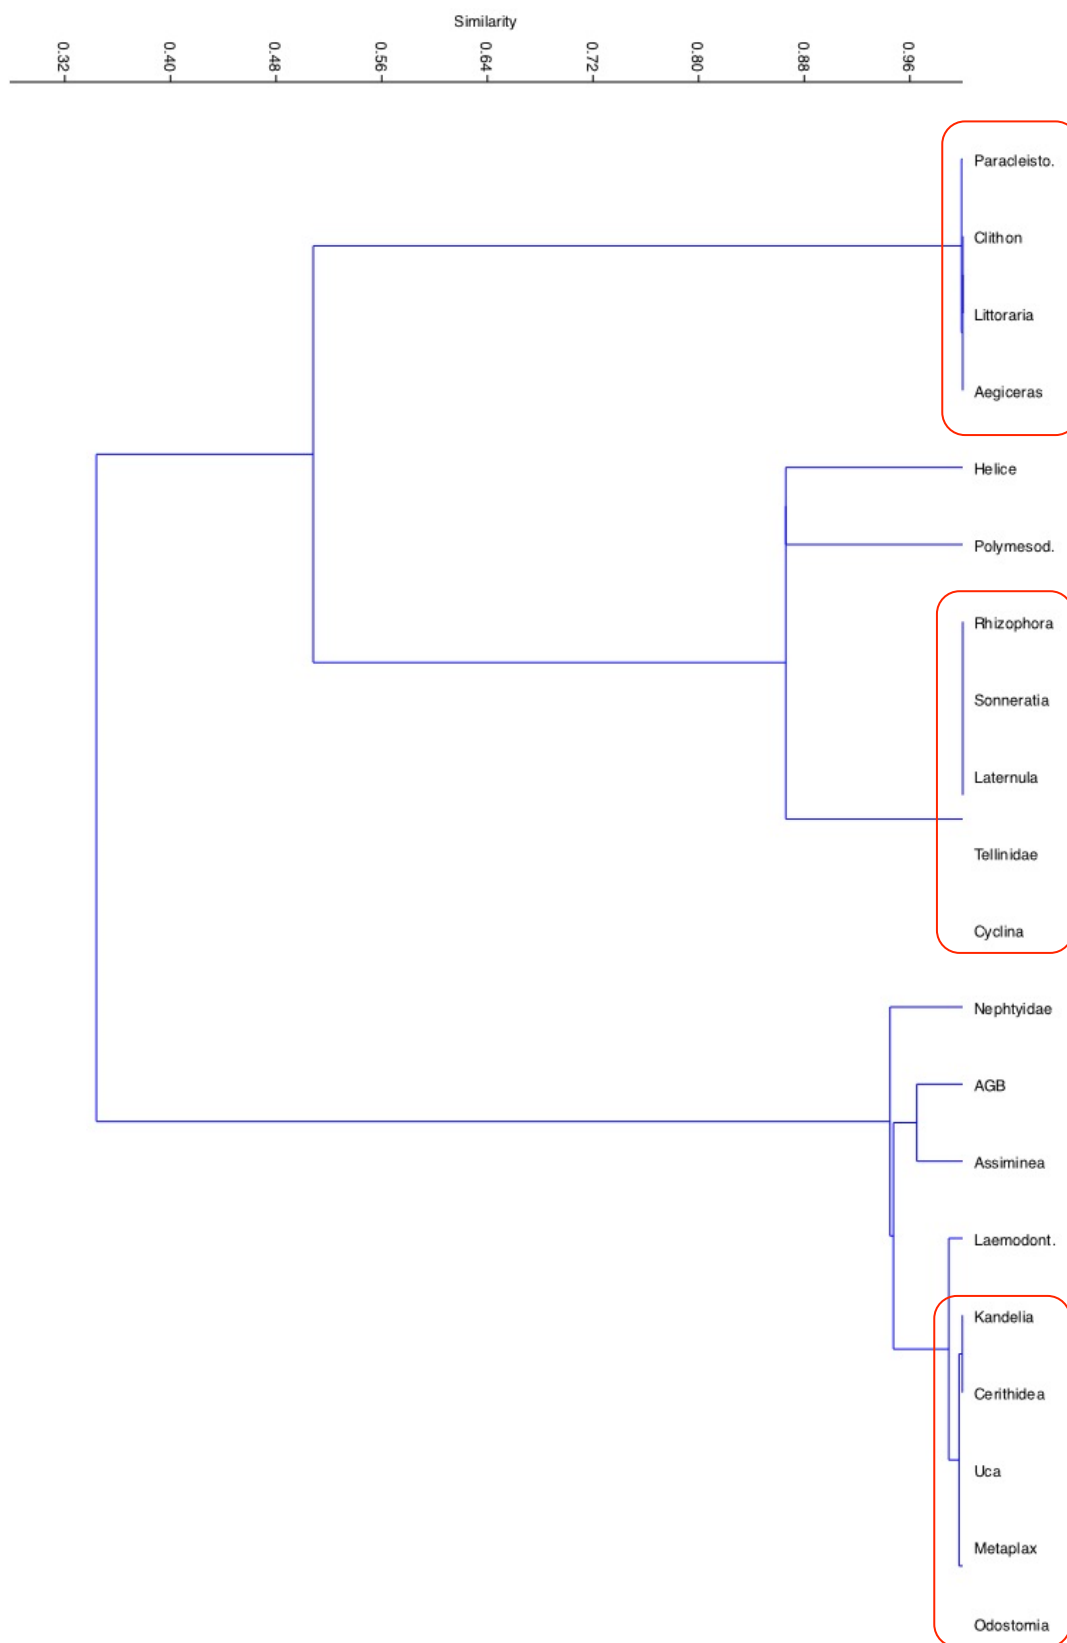 Similarity
0.32 0.40 0.48 0.56 0.64 0.72 0.80 0.88 0.96
Paracleisto.
Clithon
Littoraria
Aegiceras
Helice
Polymesod.
Rhizophora
Sonneratia
Laternula
Tellinidae
Cyclina
Nephtyidae
AGB
Assiminea
Laemodont.
Kandelia
Cerithidea
Uca
Metaplax
Odostomia